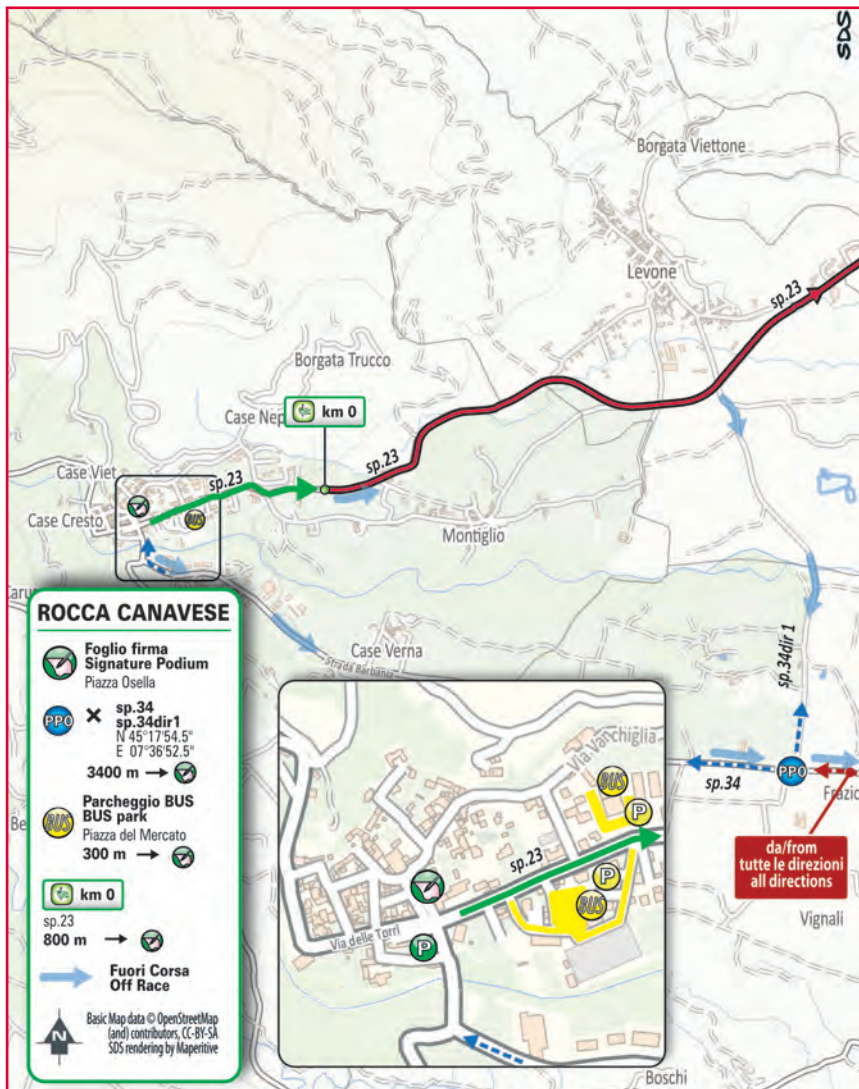 SDS
Borgata Viettone
Levone
sp.23
Borgata Trucco
km 0
Case Nep
sp.23
Case Viet
sp.23
BUS
Case Cresto
Montiglio
ROCCA CANAVESE
Foglio firma
Signature Podium
Piazza Osella
PPO
sp.34
sp.34dir1
N 45°17'54.5"
E 07°36'52.5"
3400 m
BUS
Parcheggio BUS
BUS park
Piazza del Mercato
300 m
km 0
sp.23
800 m
Fuori Corsa
Off Race
N
Basic Map data © OpenStreetMap
(and) contributors, CC-BY-SA
SDS rendering by Maperitive
Case Verna
Strada Barbania
sp.34dir 1
Via Varchiglia
BUS
P
sp.23
P
BUS
Via delle Torri
P
sp.34
PPO
Frazio
da/from
tutte le direzioni
all directions
Vignali
Boschi